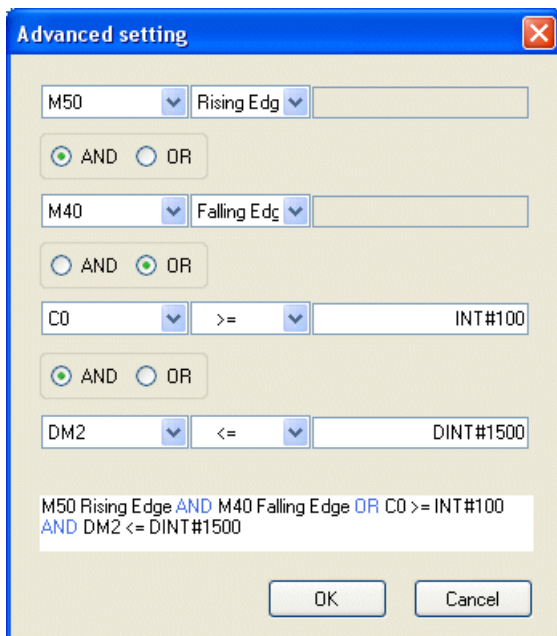 Advanced setting
M50 Rising Edg
AND OR
M40 Falling Edg
AND OR
C0 >= INT#100
AND OR
DM2 <= DINT#1500
M50 Rising Edge AND M40 Falling Edge OR C0 >= INT#100
AND DM2 <= DINT#1500
OK Cancel